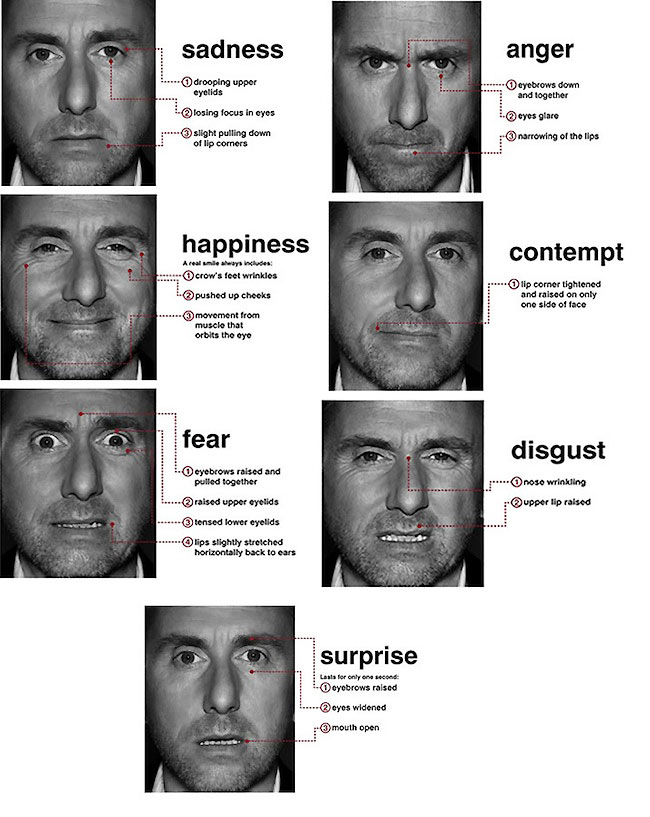 sadness
1 drooping upper
eyelids
2 losing focus in eyes
3 slight pulling down
of lip corners
anger
1 eyebrows down
and together
2 eyes glare
3 narrowing of the lips
happiness
A real smile always includes:
1 crow's feet wrinkles
2 pushed up cheeks
3 movement from
muscle that
orbits the eye
contempt
1 lip corner tightened
and raised on only
one side of face
fear
1 eyebrows raised and
pulled together
2 raised upper eyelids
3 tensed lower eyelids
4 lips slightly stretched
horizontally back to ears
disgust
1 nose wrinkling
2 upper lip raised
surprise
Lasts for only one second:
1 eyebrows raised
2 eyes widened
3 mouth open